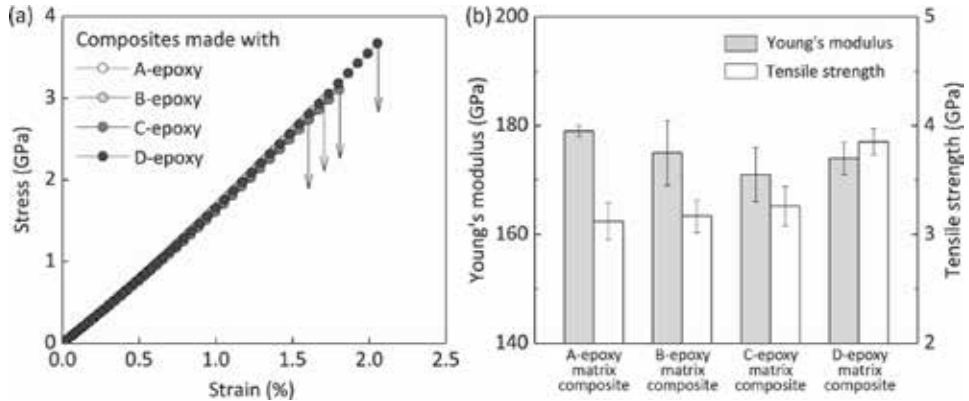 (a)
4
3
2
1
0
Stress (GPa)
Composites made with
A-epoxy
B-epoxy
C-epoxy
D-epoxy
0.0 0.5 1.0 1.5 2.0 2.5
Strain (%)
(b)
200
180
160
140
Young's modulus (GPa)
Young's modulus
Tensile strength
5
4
3
2
Tensile strength (GPa)
A-epoxy
matrix
composite
B-epoxy
matrix
composite
C-epoxy
matrix
composite
D-epoxy
matrix
composite